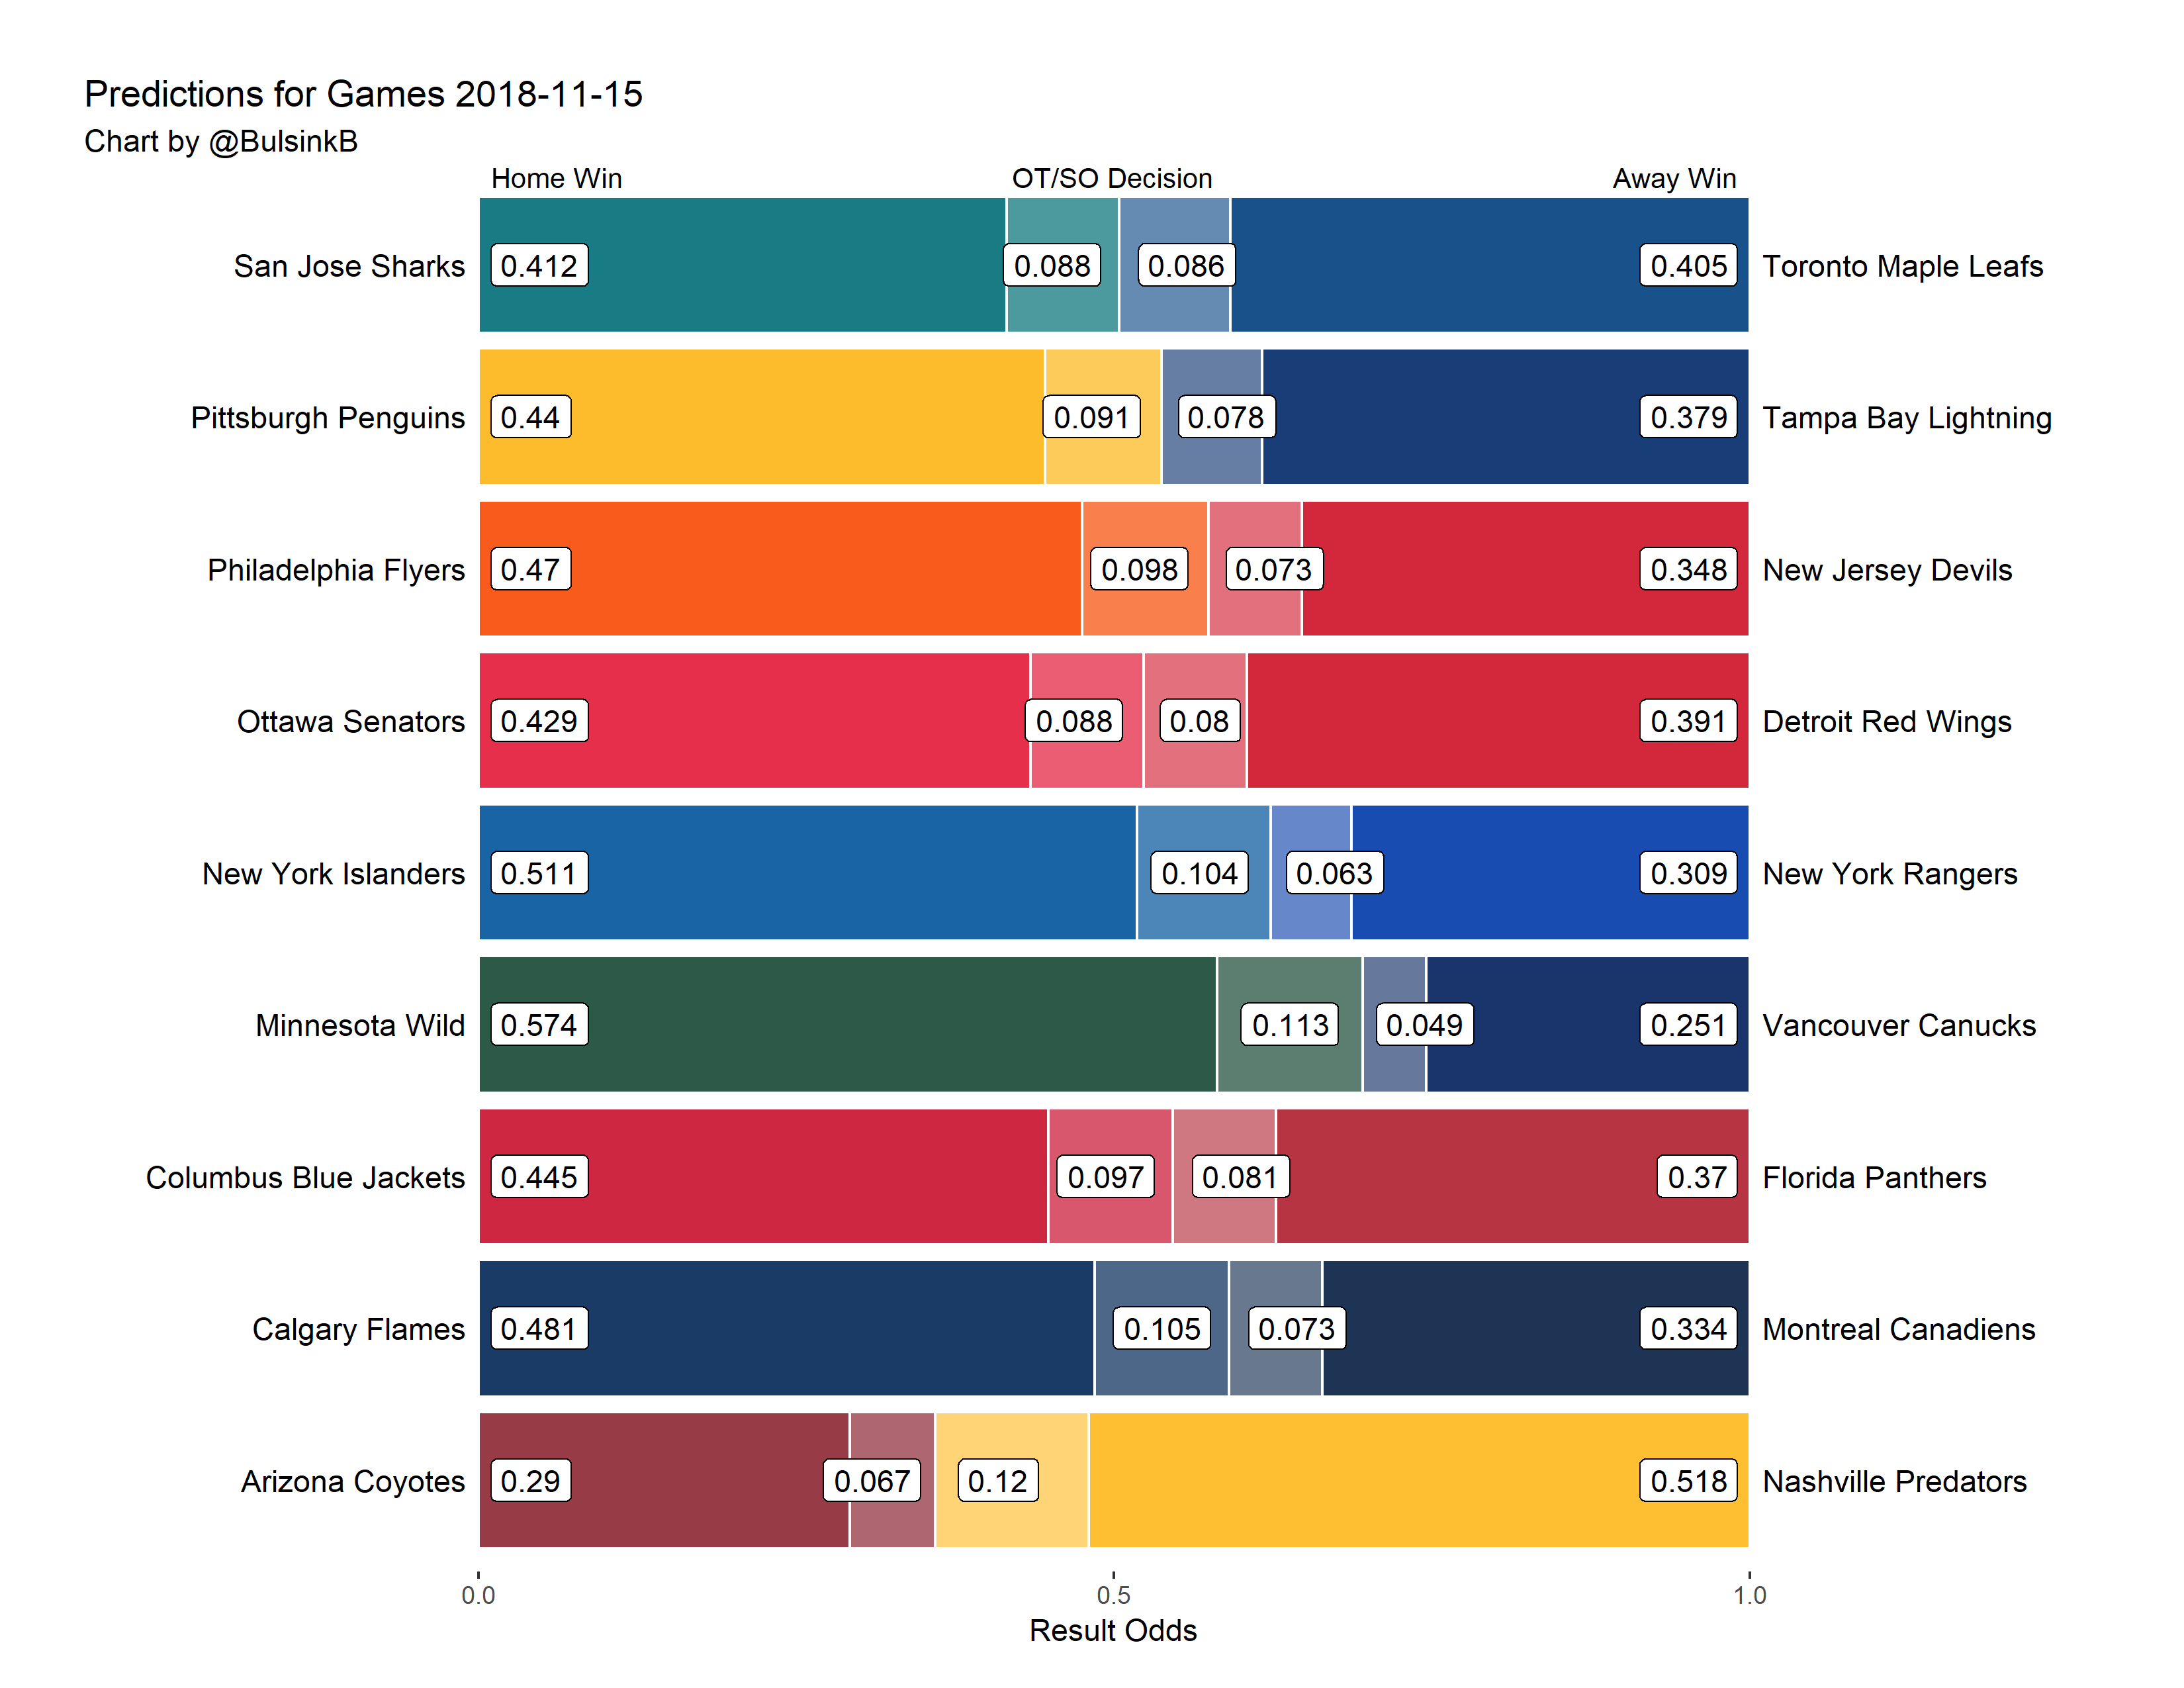 Predictions for Games 2018-11-15
Chart by @BulsinkB
Home Win OT/SO Decision Away Win
San Jose Sharks 0.412 0.088 0.086 0.405 Toronto Maple Leafs
Pittsburgh Penguins 0.44 0.091 0.078 0.379 Tampa Bay Lightning
Philadelphia Flyers 0.47 0.098 0.073 0.348 New Jersey Devils
Ottawa Senators 0.429 0.088 0.08 0.391 Detroit Red Wings
New York Islanders 0.511 0.104 0.063 0.309 New York Rangers
Minnesota Wild 0.574 0.113 0.049 0.251 Vancouver Canucks
Columbus Blue Jackets 0.445 0.097 0.081 0.37 Florida Panthers
Calgary Flames 0.481 0.105 0.073 0.334 Montreal Canadiens
Arizona Coyotes 0.29 0.067 0.12 0.518 Nashville Predators
0.0 0.5 1.0
Result Odds